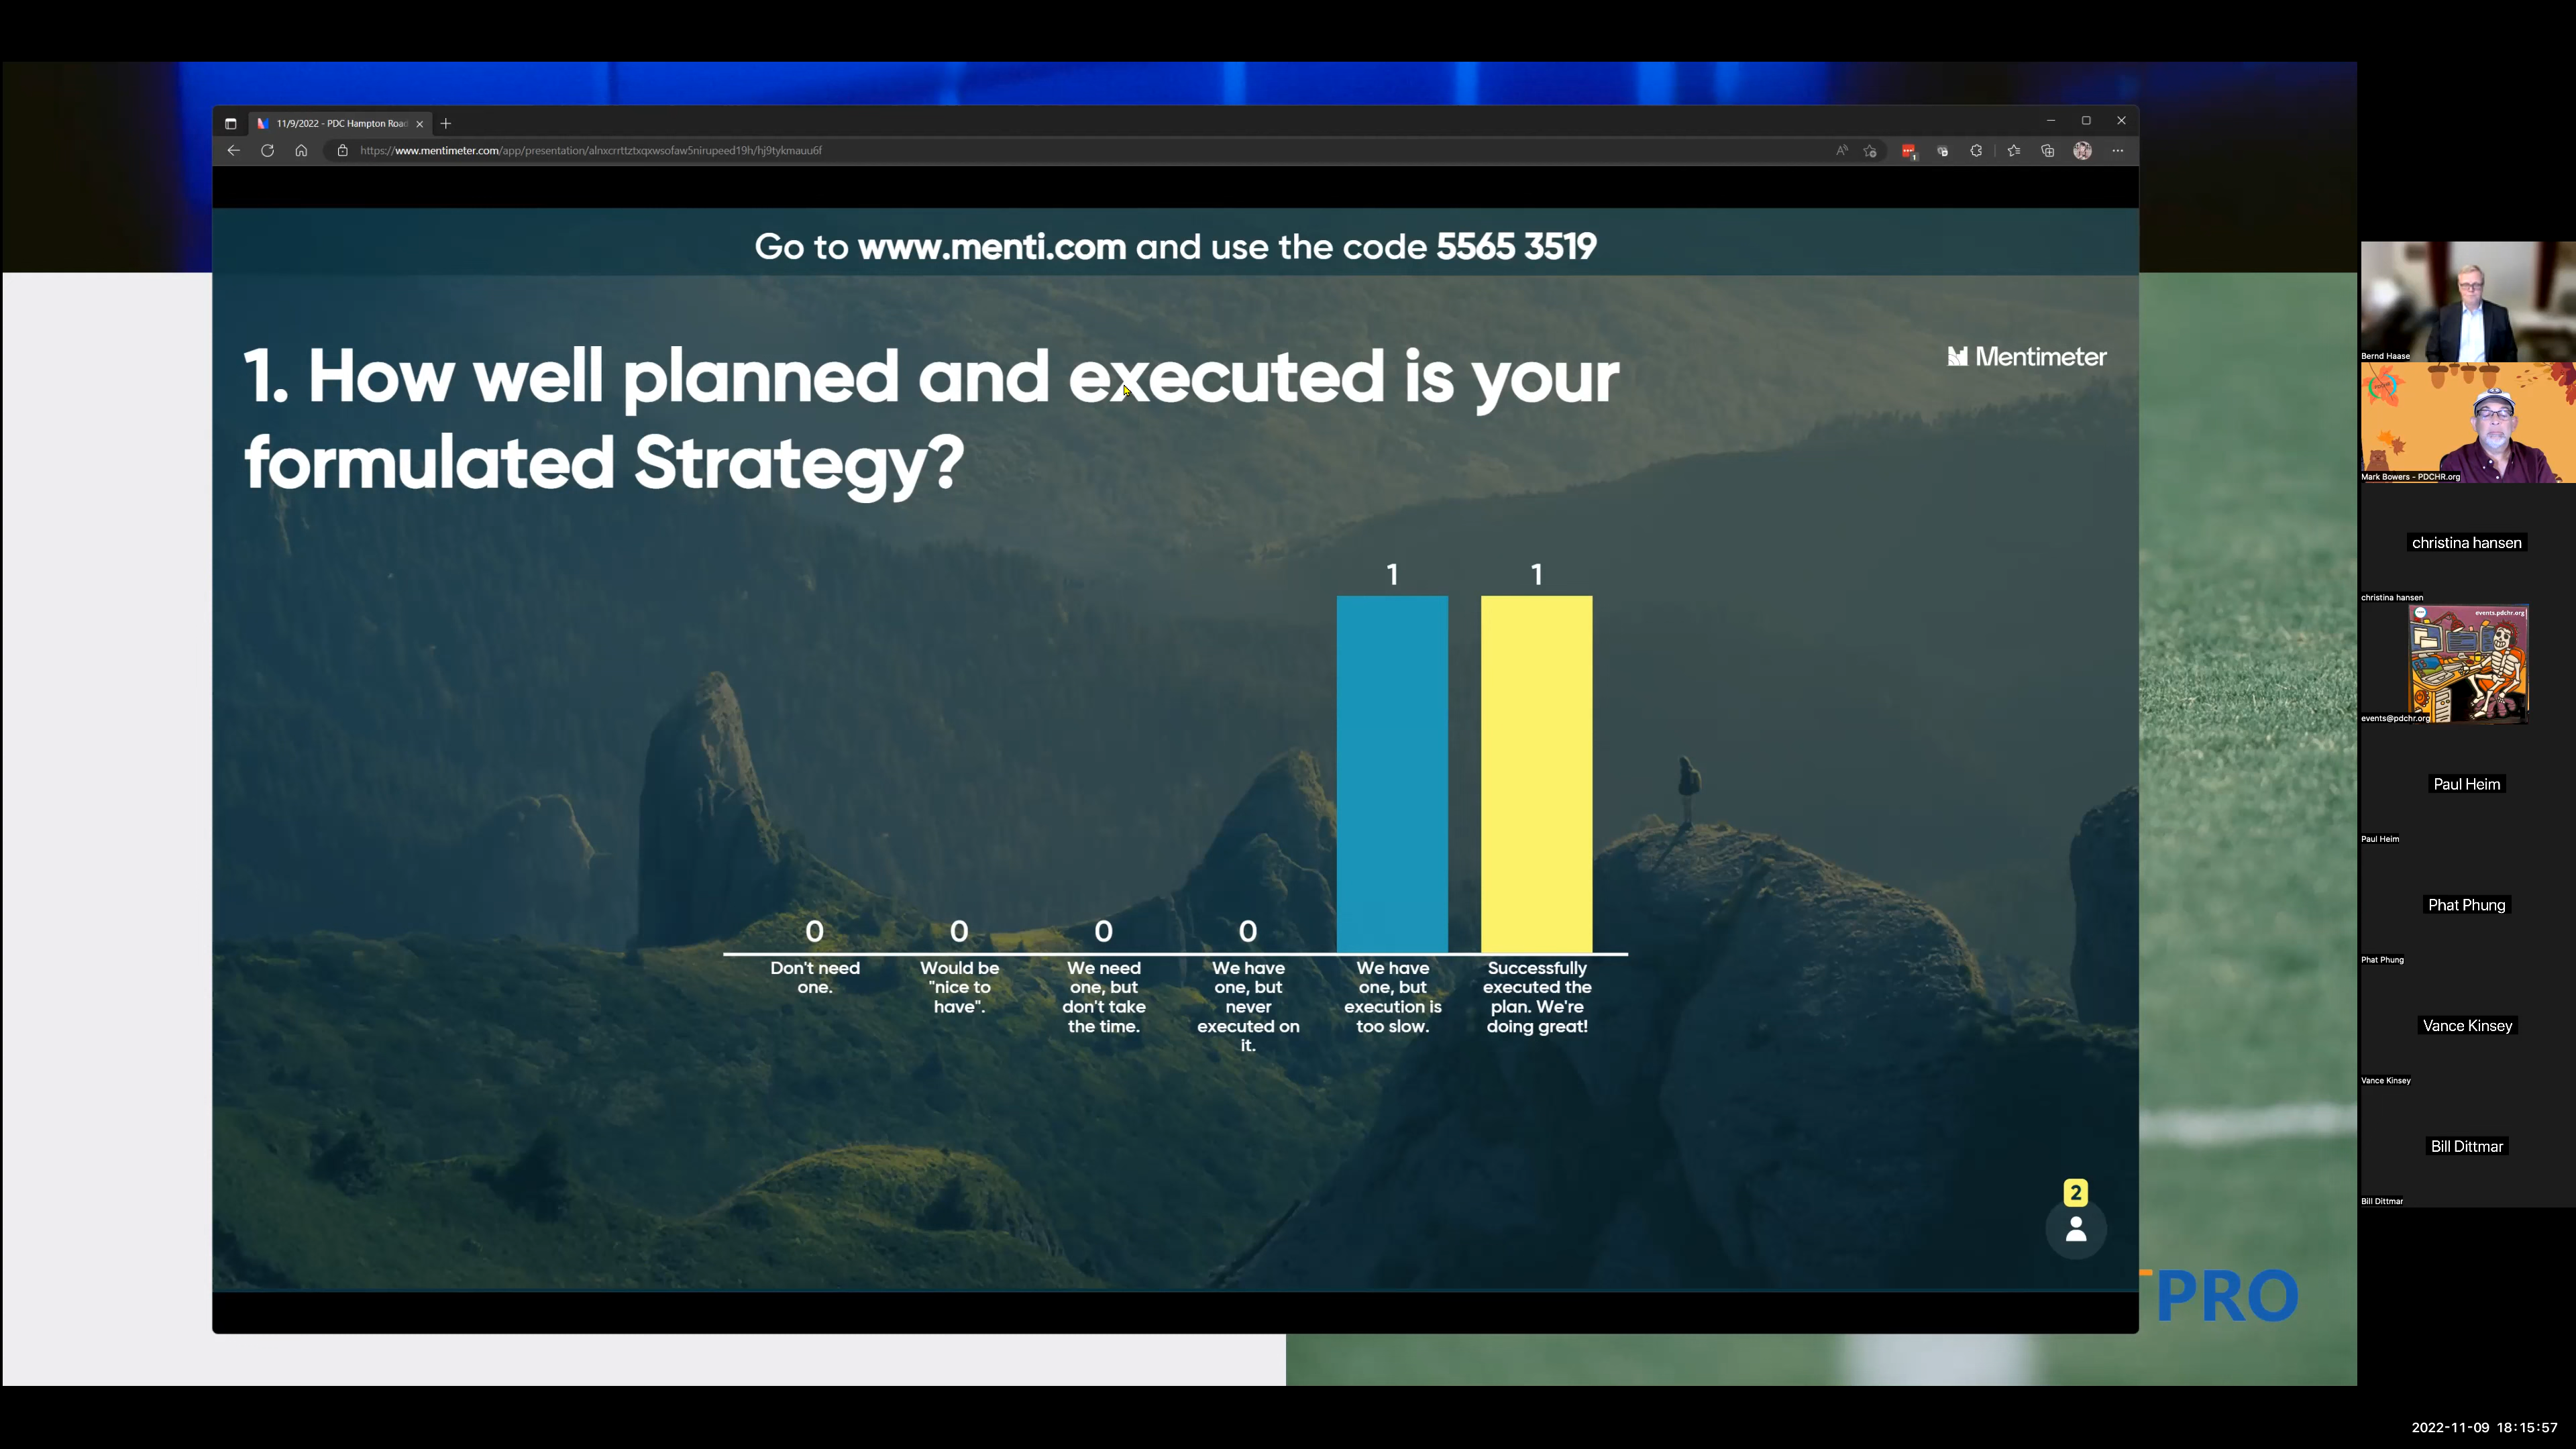 11/9/2022 - PDC Hampton Road
https://www.mentimeter.com/app/presentation/alnxcrrttztxqxwsofaw5nirupeed19h/hj9tykmauu6f
1
Go to www.menti.com and use the code 5565 3519
1. How well planned and executed is your
formulated Strategy?
Mentimeter
0
0
0
0
1
1
Don't need
one.
Would be
"nice to
have".
We need
one, but
don't take
the time.
We have
one, but
never
executed on
it.
We have
one, but
execution is
too slow.
Successfully
executed the
plan. We're
doing great!
2
PRO
Bernd Haase
Mark Bowers - PDCHR.org
christina hansen
christina hansen
events.pdchr.org
events@pdchr.org
Paul Heim
Paul Heim
Phat Phung
Phat Phung
Vance Kinsey
Vance Kinsey
Bill Dittmar
Bill Dittmar
2022-11-09 18:15:57